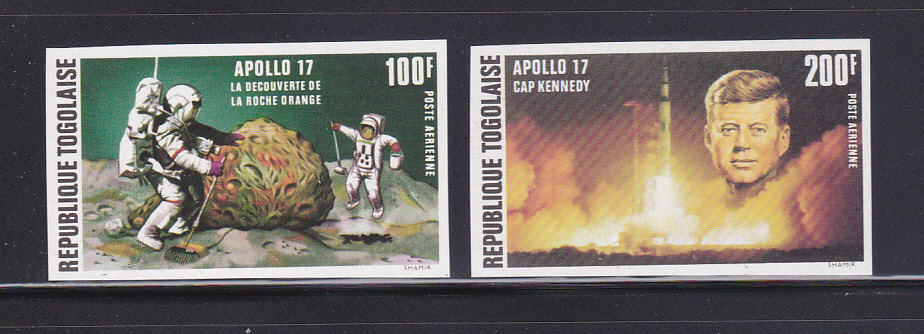 REPUBLIQUE TOGOLAISE
APOLLO 17
LA DECOUVERTE DE
LA ROCHE ORANGE
100F
POSTE AERIENNE
SHAMIR
REPUBLIQUE TOGOLAISE
APOLLO 17
CAP KENNEDY
200F
POSTE AERIENNE
SHAMIR